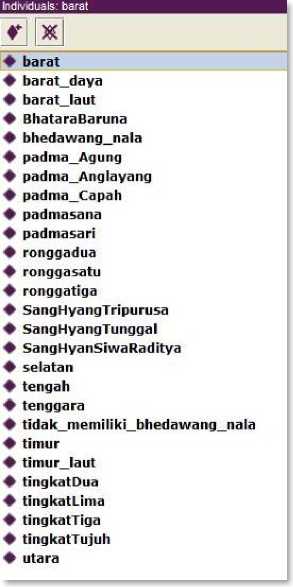 Individuals: barat
barat
barat_daya
barat_laut
BhataraBaruna
bhedawang_nala
padma_Agung
padma_Anglayang
padma_Capah
padmasana
padmasari
ronggadua
ronggasatu
ronggatiga
SangHyangTripurusa
SangHyangTunggal
SangHyanSiwaRaditya
selatan
tengah
tenggara
tidak_memiliki_bhedawang_nala
timur
timur_laut
tingkatDua
tingkatLima
tingkatTiga
tingkatTujuh
utara